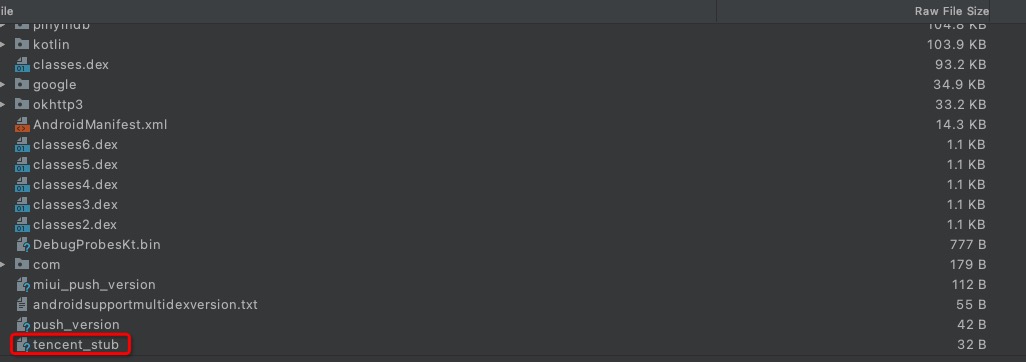 ile Raw File Size
pinyindb 104.8 KB
kotlin 103.9 KB
classes.dex 93.2 KB
google 34.9 KB
okhttp3 33.2 KB
AndroidManifest.xml 14.3 KB
classes6.dex 1.1 KB
classes5.dex 1.1 KB
classes4.dex 1.1 KB
classes3.dex 1.1 KB
classes2.dex 1.1 KB
DebugProbesKt.bin 777 B
com 179 B
miui_push_version 112 B
androidsupportmultidexversion.txt 55 B
push_version 42 B
tencent_stub 32 B